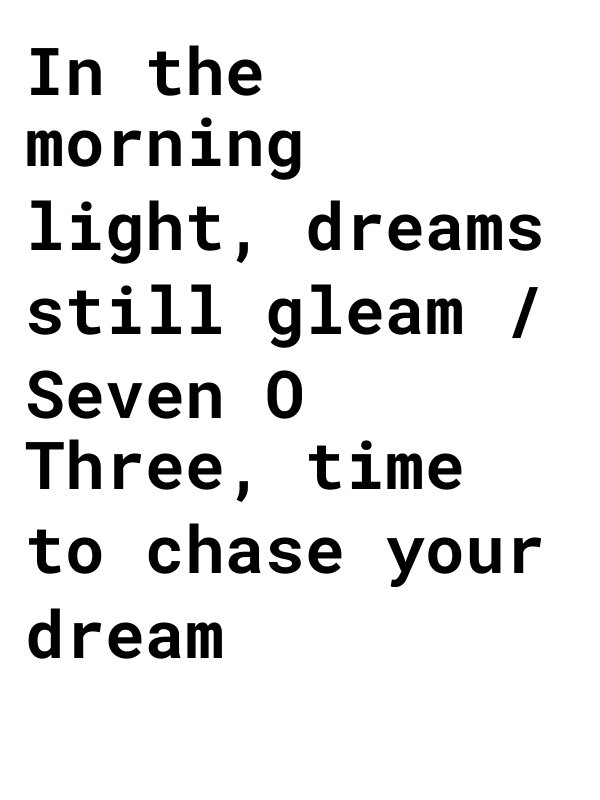 In the
morning
light, dreams
still gleam /
Seven O
Three, time
to chase your
dream